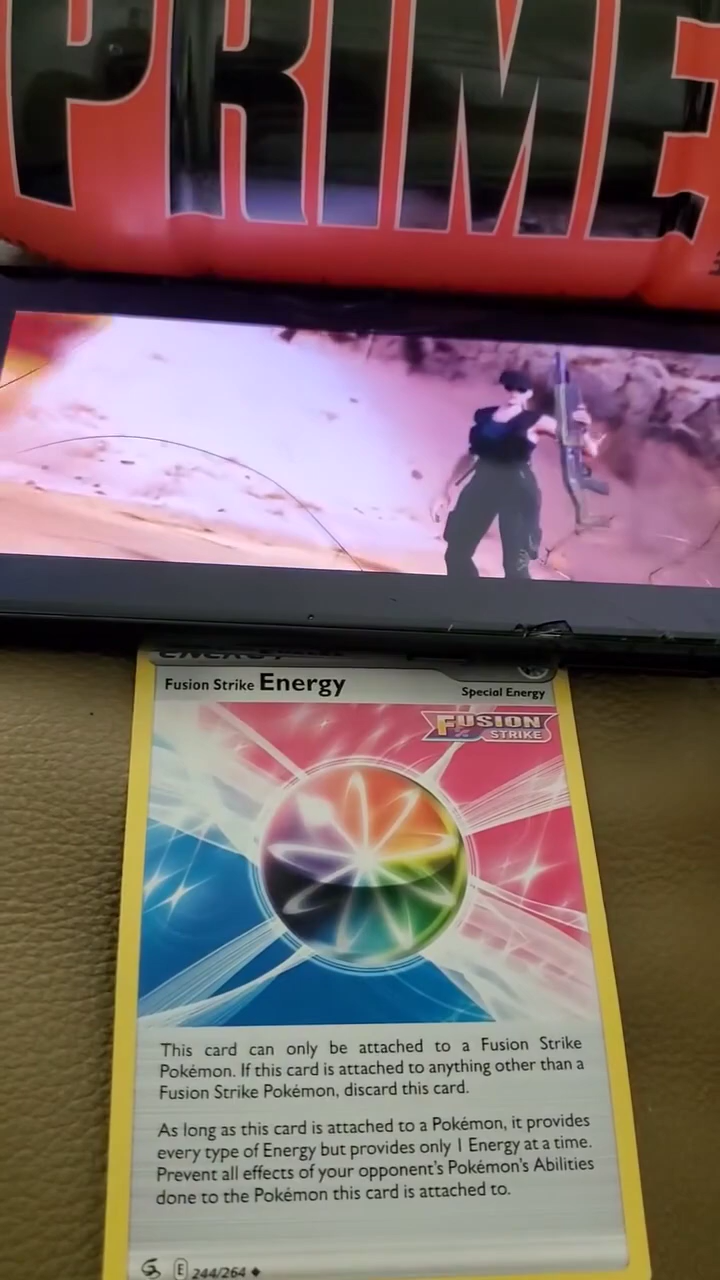 PRIME
Fusion Strike Energy
Special Energy
FUSION
STRIKE
This card can only be attached to a Fusion Strike
Pokémon. If this card is attached to anything other than a
Fusion Strike Pokémon, discard this card.
As long as this card is attached to a Pokémon, it provides
every type of Energy but provides only 1 Energy at a time.
Prevent all effects of your opponent's Pokémon's Abilities
done to the Pokémon this card is attached to.
E 244/264